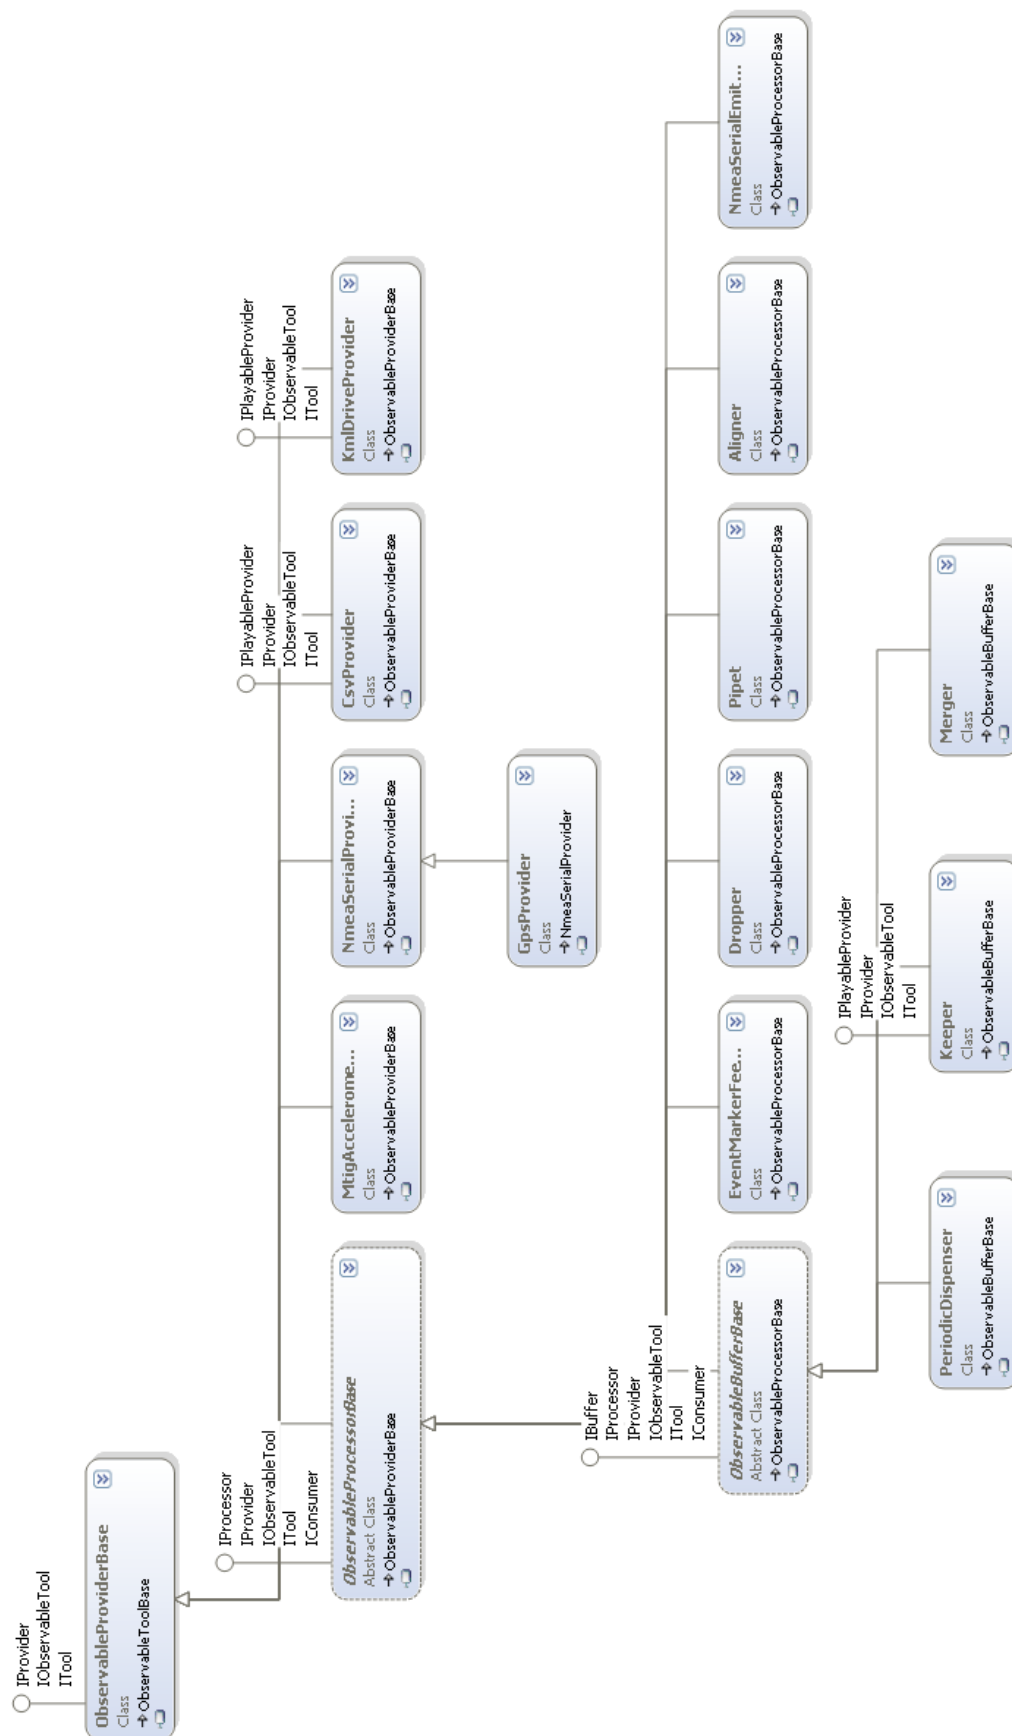 IProvider
IObservableTool
ITool
ObservableProviderBase
Class
ObservableToolBase
IProcessor
IProvider
IObservableTool
ITool
IConsumer
ObservableProcessorBase
Abstract Class
ObservableProviderBase
MtigAccelerome...
Class
ObservableProviderBase
NmeaSerialProvi...
Class
ObservableProviderBase
IPlayableProvider
IProvider
IObservableTool
ITool
CsvProvider
Class
ObservableProviderBase
IPlayableProvider
IProvider
IObservableTool
ITool
KmlDriveProvider
Class
ObservableProviderBase
GpsProvider
Class
NmeaSerialProvider
IBuffer
IProcessor
IProvider
IObservableTool
ITool
IConsumer
ObservableBufferBase
Abstract Class
ObservableProcessorBase
EventMarkerFee...
Class
ObservableProcessorBase
Dropper
Class
ObservableProcessorBase
Pipet
Class
ObservableProcessorBase
Aligner
Class
ObservableProcessorBase
NmeaSerialEmit...
Class
ObservableProcessorBase
PeriodicDispenser
Class
ObservableBufferBase
IPlayableProvider
IProvider
IObservableTool
ITool
Keeper
Class
ObservableBufferBase
Merger
Class
ObservableBufferBase